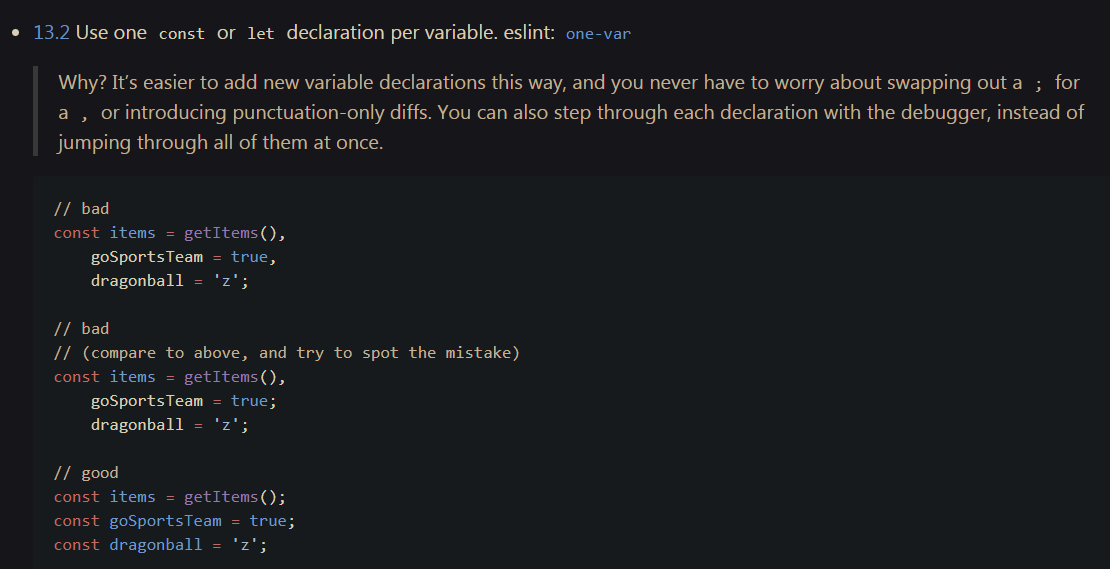 13.2 Use one const or let declaration per variable. eslint: one-var
Why? It's easier to add new variable declarations this way, and you never have to worry about swapping out a ; for
a , or introducing punctuation-only diffs. You can also step through each declaration with the debugger, instead of
jumping through all of them at once.
// bad
const items = getItems(),
    goSportsTeam = true,
    dragonball = 'z';
// bad
// (compare to above, and try to spot the mistake)
const items = getItems(),
    goSportsTeam = true;
    dragonball = 'z';
// good
const items = getItems();
const goSportsTeam = true;
const dragonball = 'z';